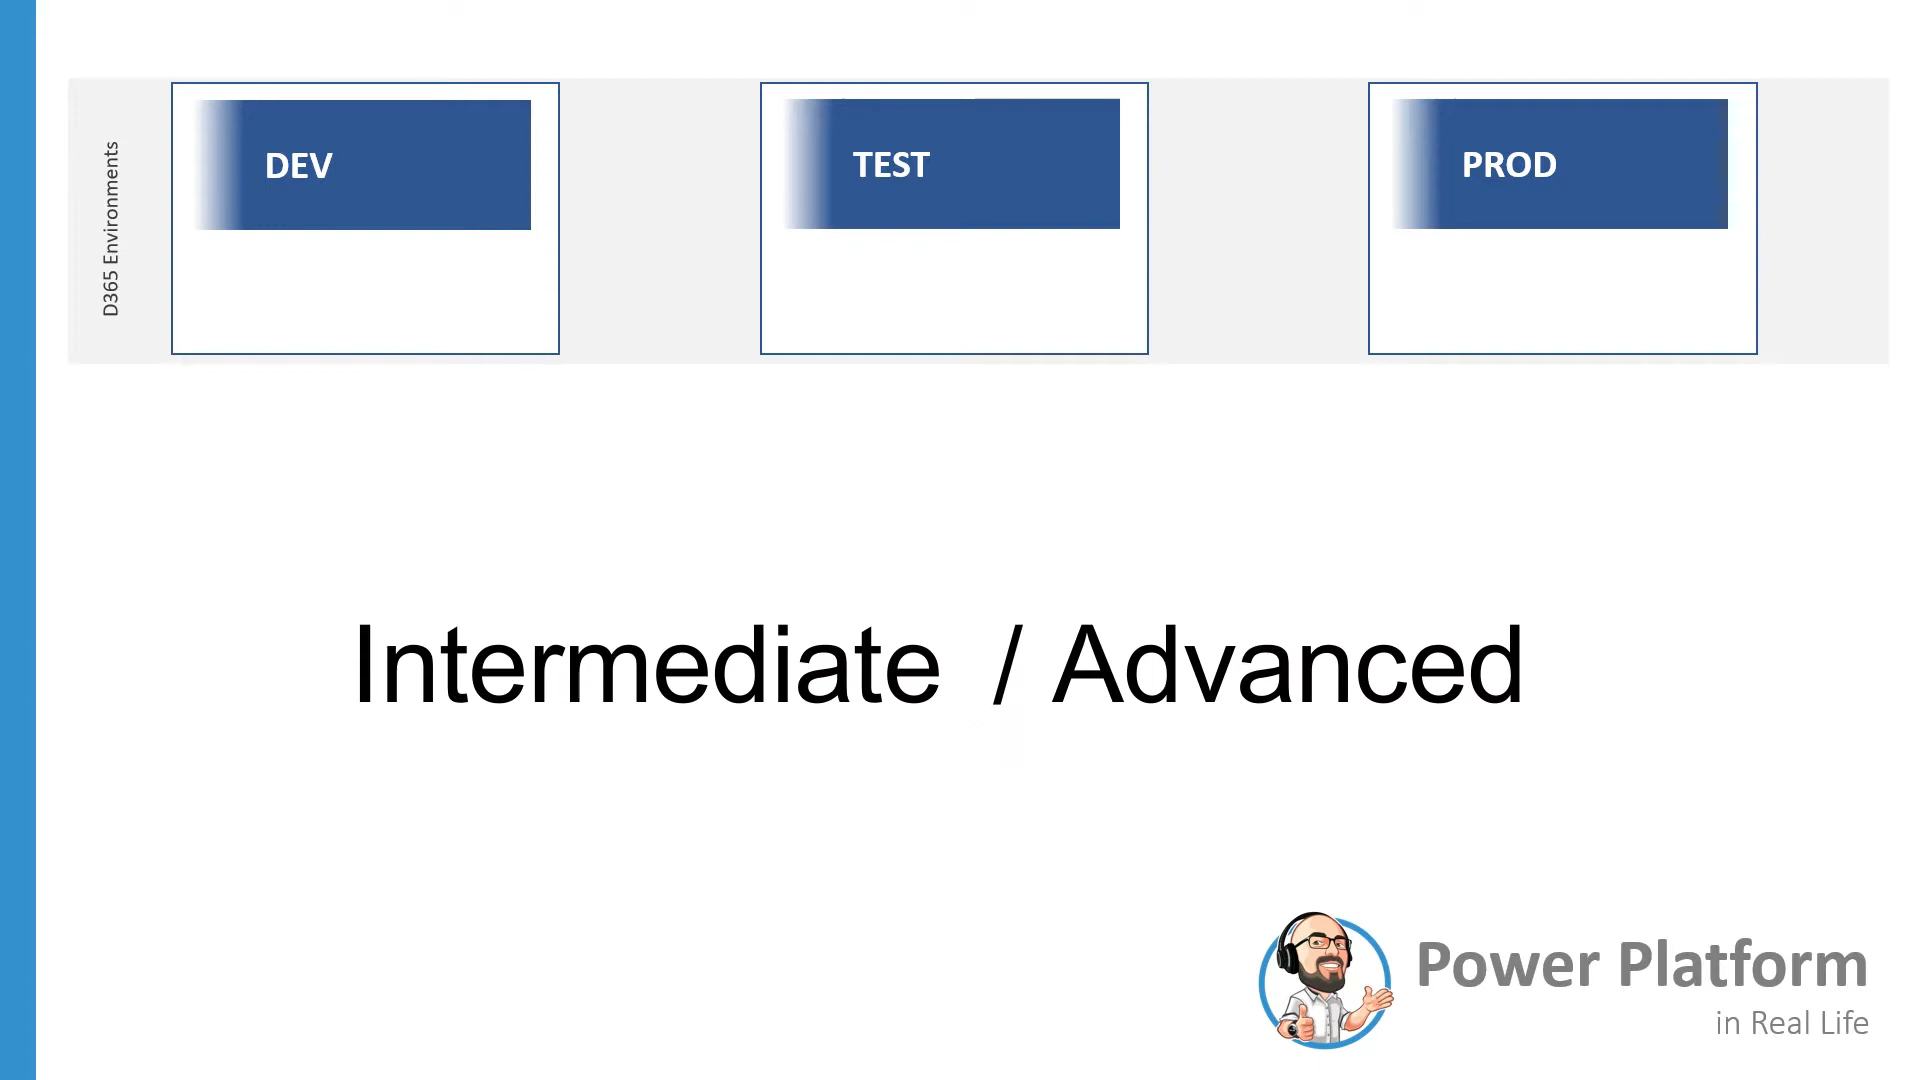 D365 Environments
DEV
TEST
PROD
Intermediate / Advanced
Power Platform
in Real Life